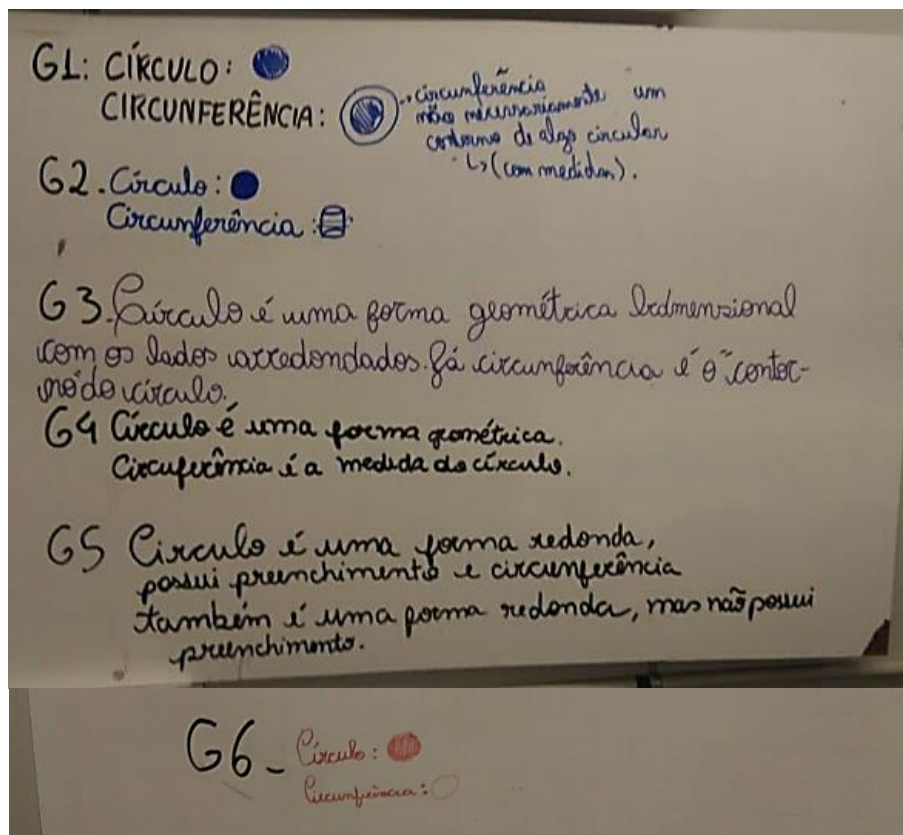 G1: CÍRCULO:
CIRCUNFERÊNCIA:
circunferência
não necessariamente um
contorno de algo circular
↳ (com medidas).
G2. Círculo:
Circunferência:
G3. Círculo é uma forma geométrica
com os lados arredondados. Já circunferência é o "contor-
no" do círculo.
G4 Círculo é uma forma geométrica.
Circuferência é a medida do círculo.
G5 Circulo é uma forma redonda,
possui preenchimento e circunferência
também é uma forma redonda, mas não possui
preenchimento.
G6 - Círculo:
Circunferência: